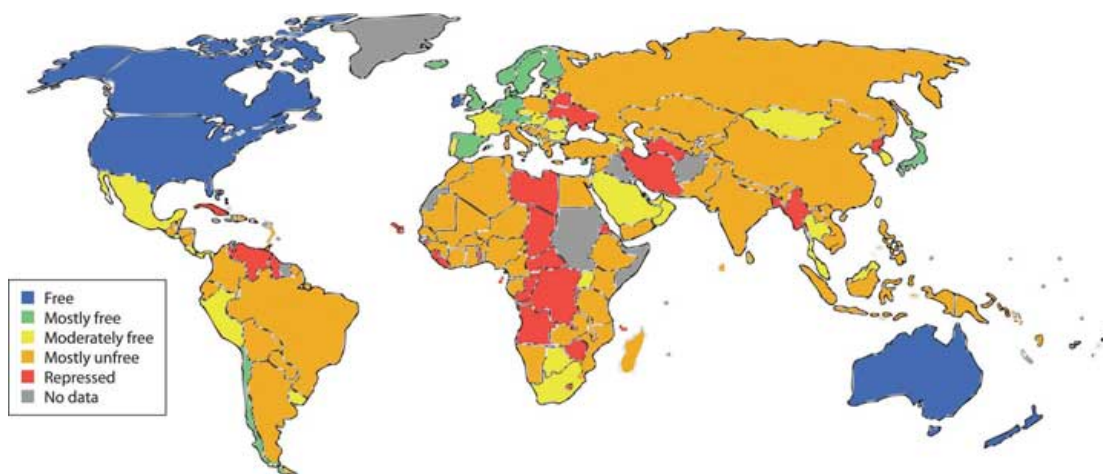 Free
Mostly free
Moderately free
Mostly unfree
Repressed
No data